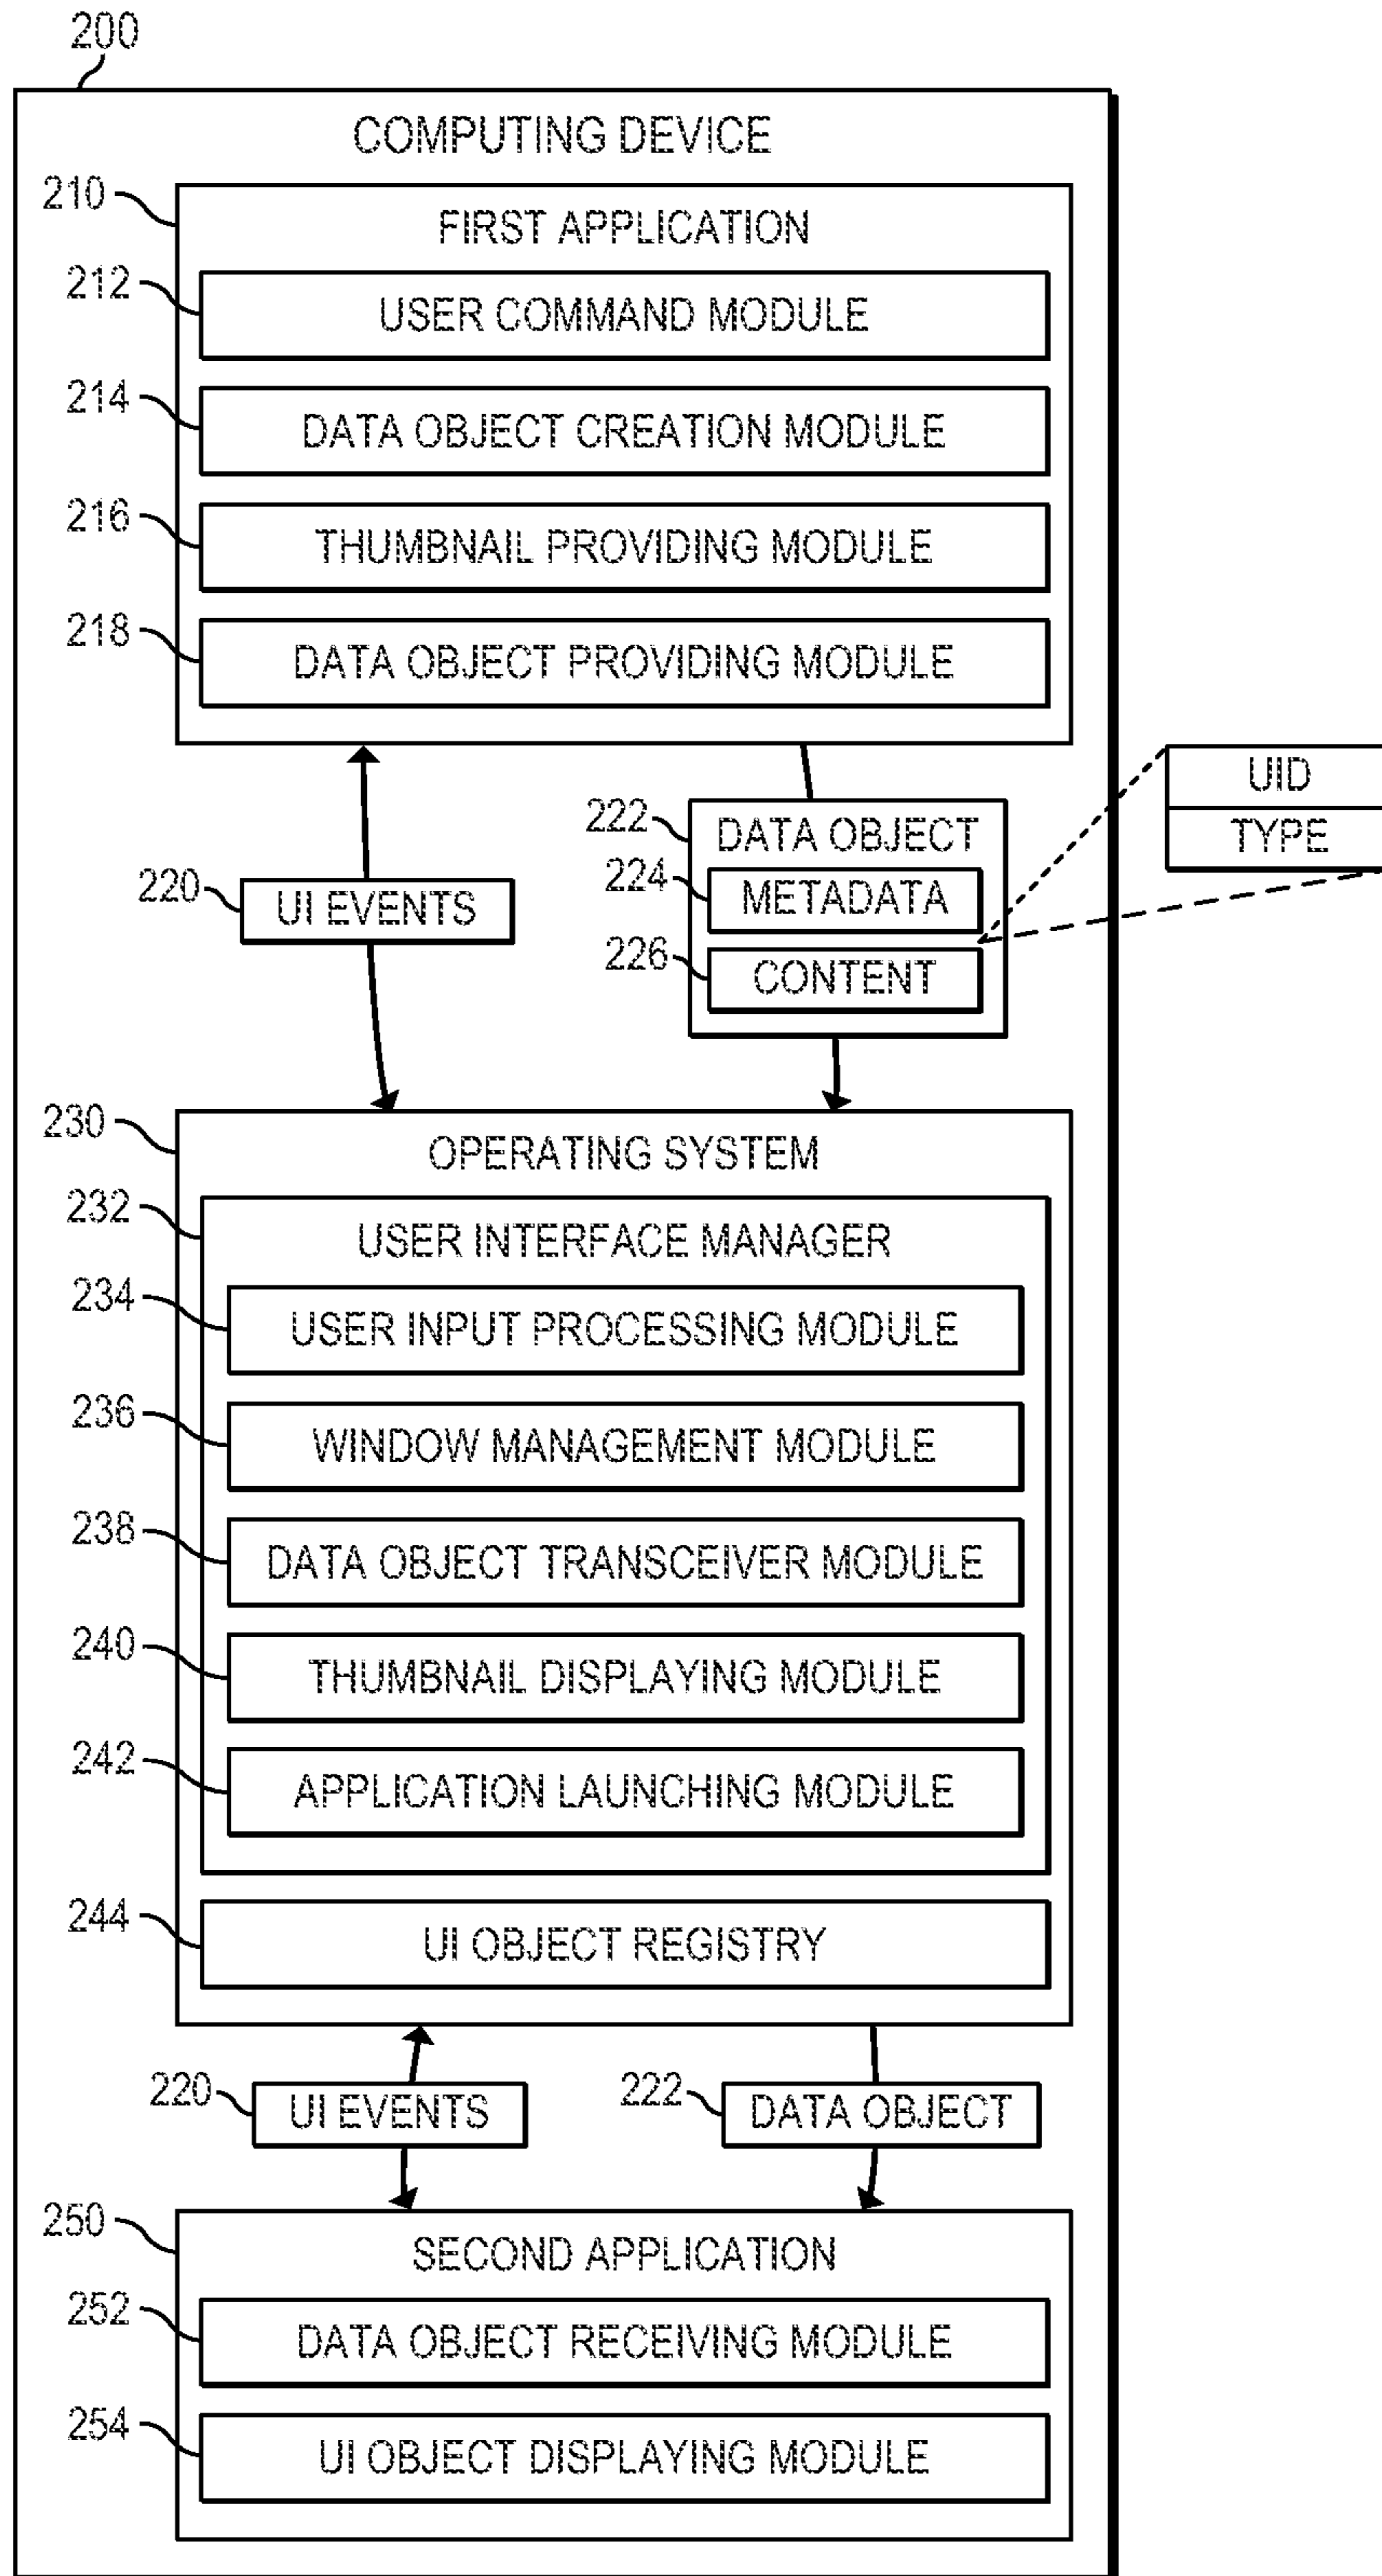 200
COMPUTING DEVICE
210
FIRST APPLICATION
212
USER COMMAND MODULE
214
DATA OBJECT CREATION MODULE
216
THUMBNAIL PROVIDING MODULE
218
DATA OBJECT PROVIDING MODULE
UID
TYPE
222
DATA OBJECT
224
METADATA
220
UI EVENTS
226
CONTENT
230
OPERATING SYSTEM
232
USER INTERFACE MANAGER
234
USER INPUT PROCESSING MODULE
236
WINDOW MANAGEMENT MODULE
238
DATA OBJECT TRANSCEIVER MODULE
240
THUMBNAIL DISPLAYING MODULE
242
APPLICATION LAUNCHING MODULE
244
UI OBJECT REGISTRY
220
UI EVENTS
222
DATA OBJECT
250
SECOND APPLICATION
252
DATA OBJECT RECEIVING MODULE
254
UI OBJECT DISPLAYING MODULE